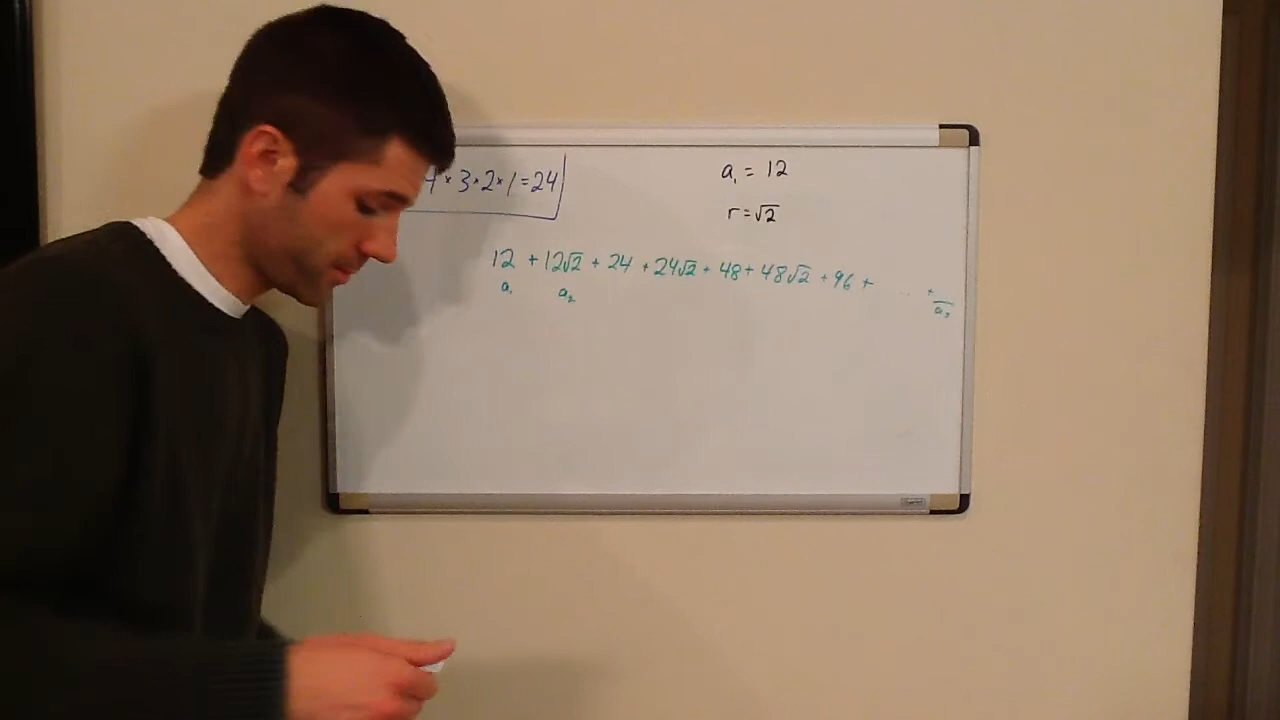 4 × 3 × 2 × 1 = 24
a₁ = 12
r = √2
12 + 12√2 + 24 + 24√2 + 48 + 48√2 + 96 + ... +
a₁ a₂